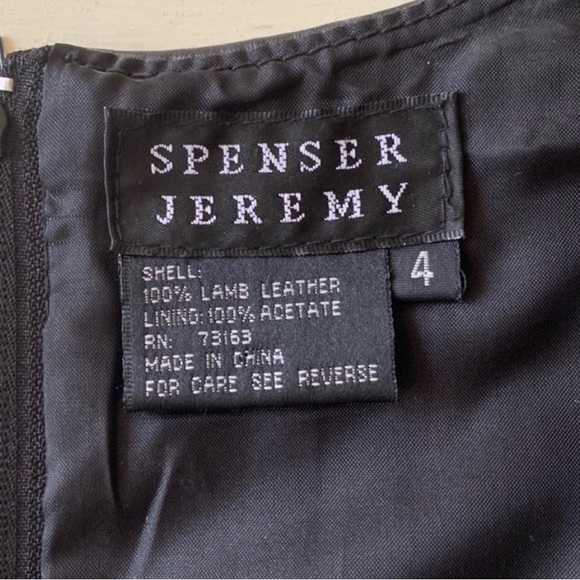 SPENSER
JEREMY
4
SHELL:
100% LAMB LEATHER
LINING:100% ACETATE
RN: 73163
MADE IN CHINA
FOR CARE SEE REVERSE